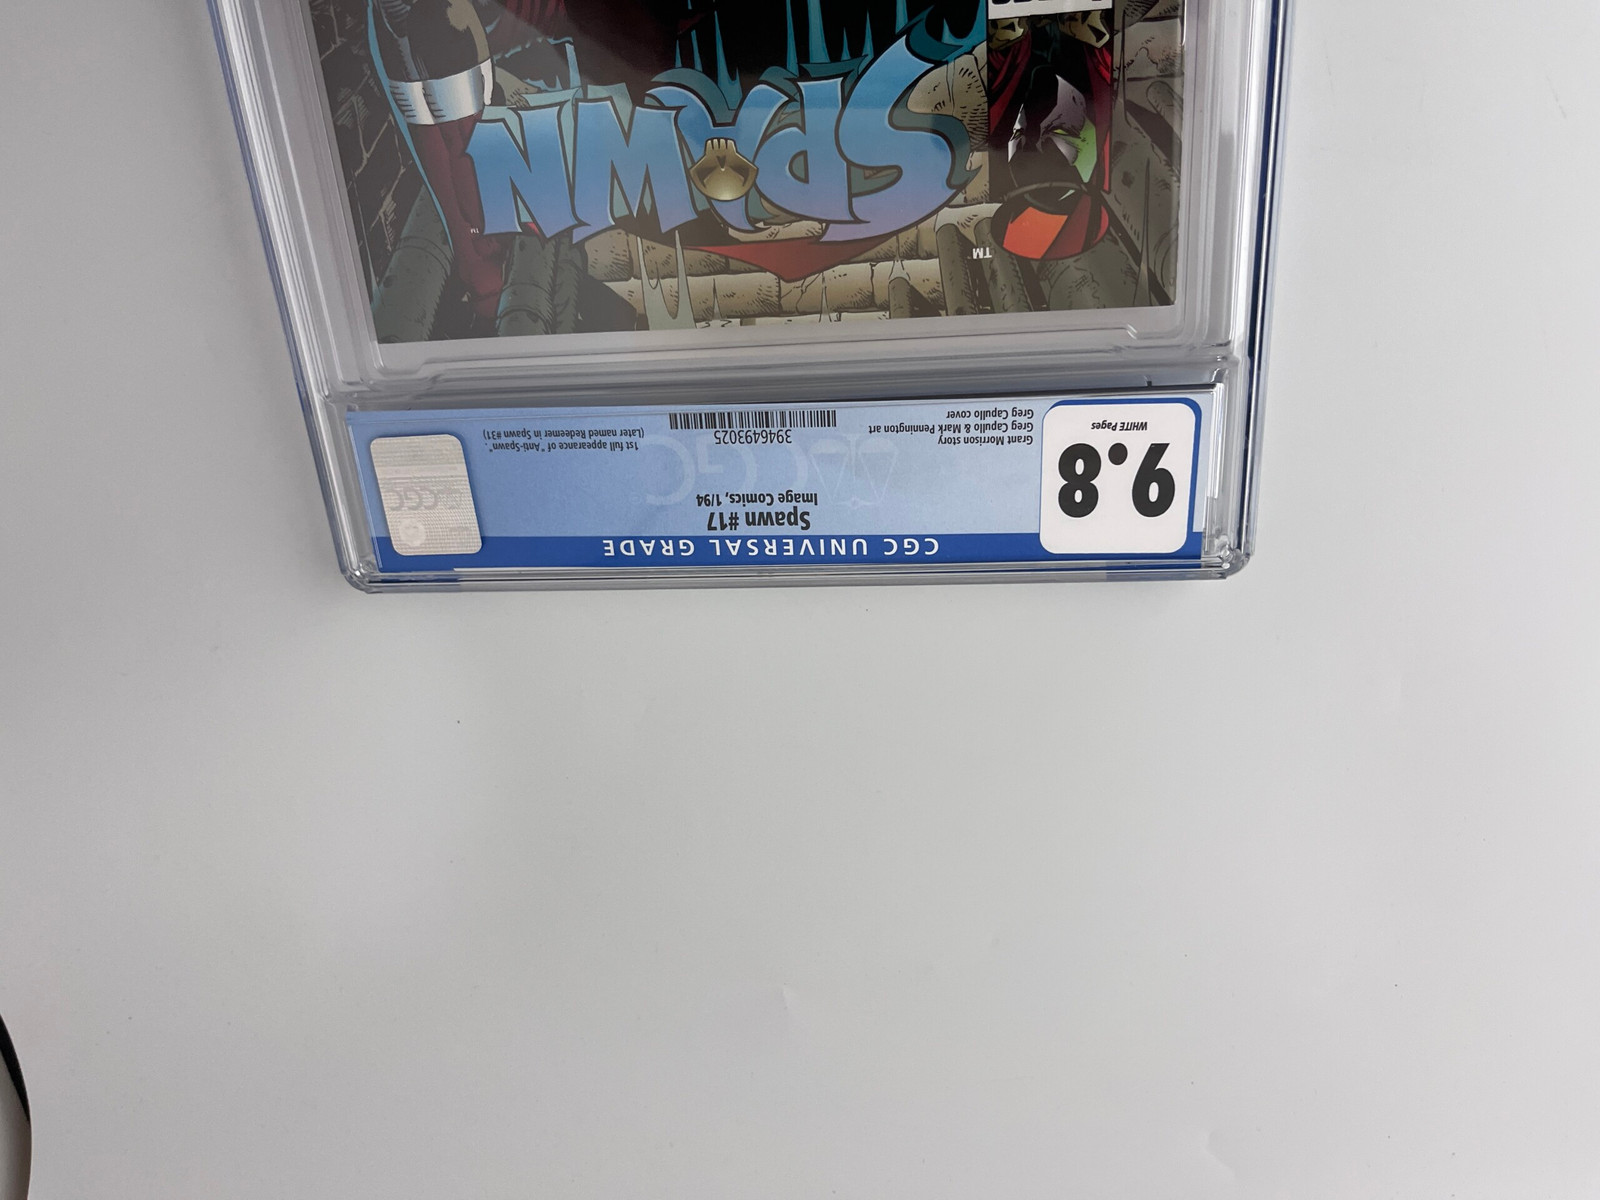 CGC UNIVERSAL GRADE
9.8
WHITE Pages
Spawn #17
Image Comics, 1/94
Grant Morrison story
Greg Capullo & Mark Pennington art
Greg Capullo cover
3946493025
1st full appearance of "Anti-Spawn".
(Later named Redeemer in Spawn #31)
CGC
CGC
TM
SPAWN
TM